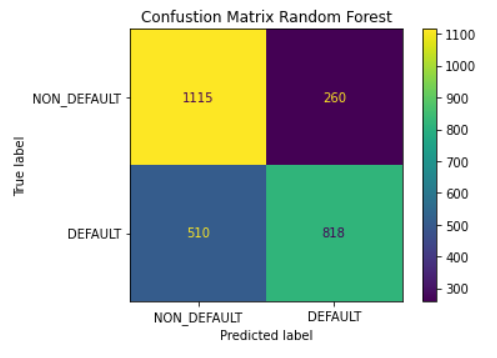 Confustion Matrix Random Forest
True label
NON_DEFAULT
1115 260
DEFAULT
510 818
NON_DEFAULT DEFAULT
Predicted label
1100
1000
900
800
700
600
500
400
300